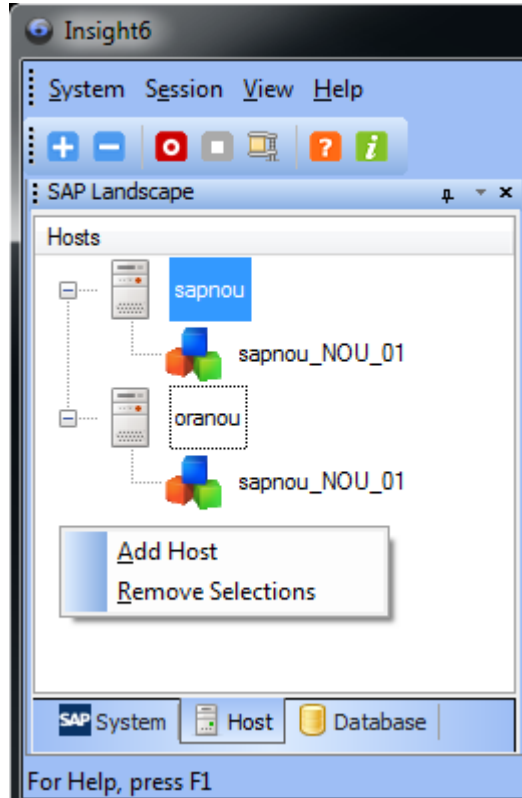 Insight6
System Session View Help
SAP Landscape
Hosts
sapnou
sapnou_NOU_01
oranou
sapnou_NOU_01
Add Host
Remove Selections
SAP System Host Database
For Help, press F1